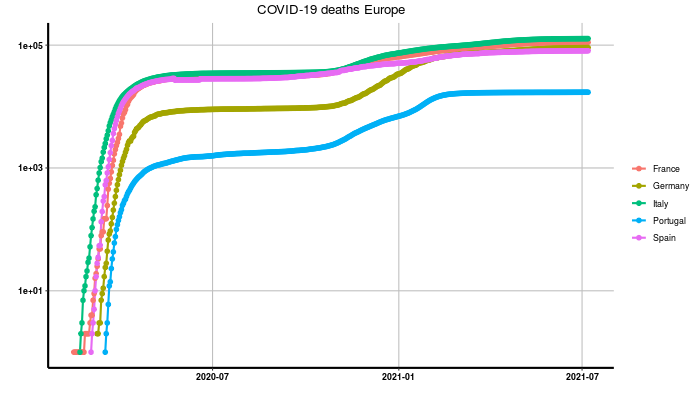 COVID-19 deaths Europe
1e+05
1e+03
1e+01
2020-07
2021-01
2021-07
France
Germany
Italy
Portugal
Spain